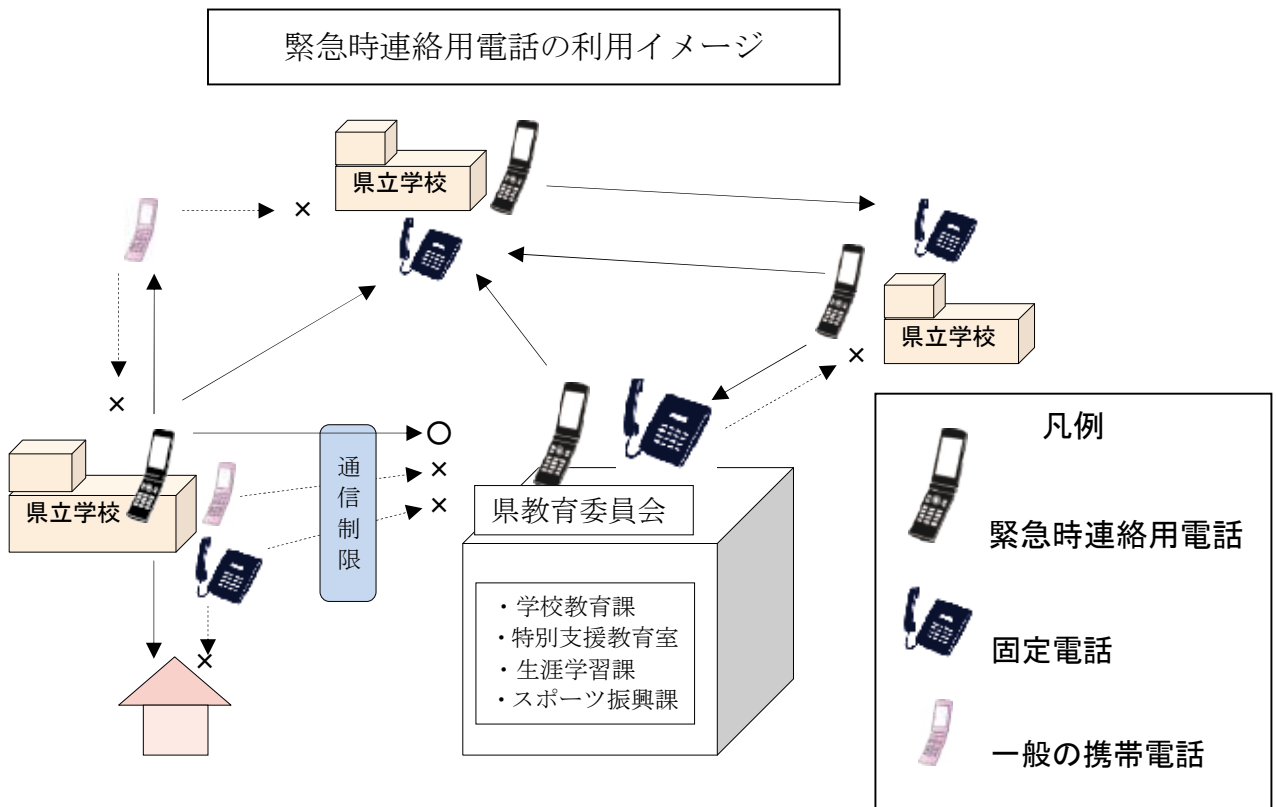 緊急時連絡用電話の利用イメージ
県立学校
×
県立学校
×
×
県立学校
通信制限
○
×
×
×
県教育委員会
・学校教育課
・特別支援教育室
・生涯学習課
・スポーツ振興課
凡例
緊急時連絡用電話
固定電話
一般の携帯電話